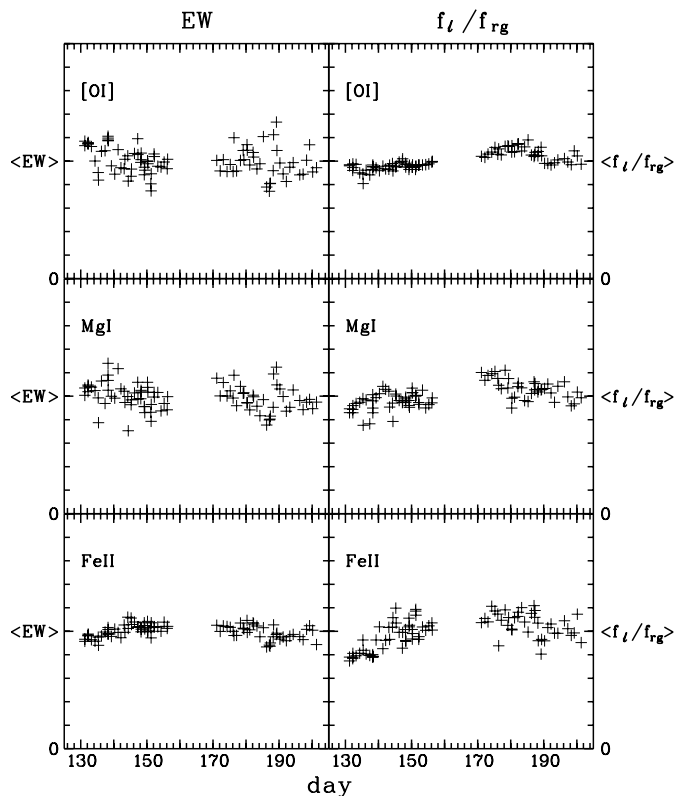 EW f_ℓ/f_rg
[OI] [OI]
<EW> <f_ℓ/f_rg>
0 0
MgI MgI
<EW> <f_ℓ/f_rg>
0 0
FeII FeII
<EW> <f_ℓ/f_rg>
0 0
130 150 170 190 130 150 170 190
day